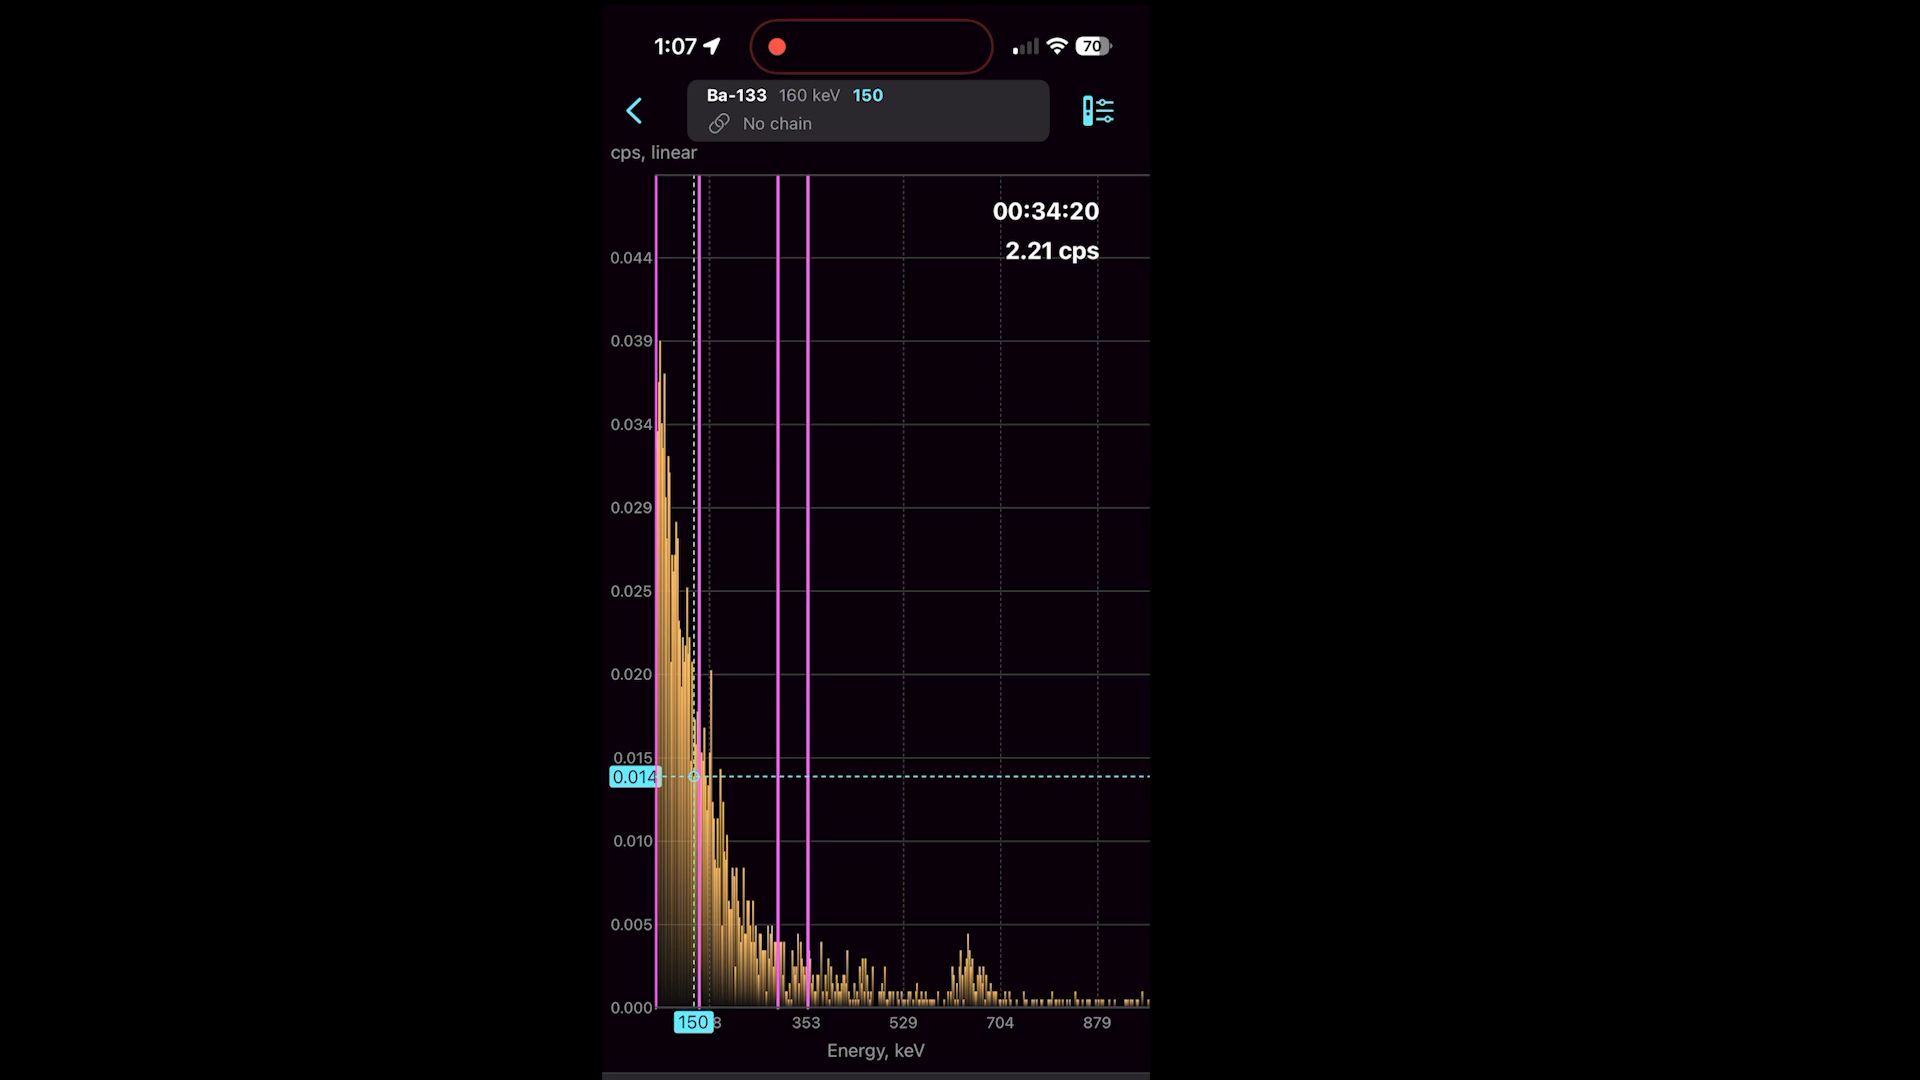 1:07 70
Ba-133 160 keV 150
No chain
cps, linear
00:34:20
2.21 cps
0.044
0.039
0.034
0.029
0.025
0.020
0.015
0.014
0.010
0.005
0.000
150 8 353 529 704 879
Energy, keV